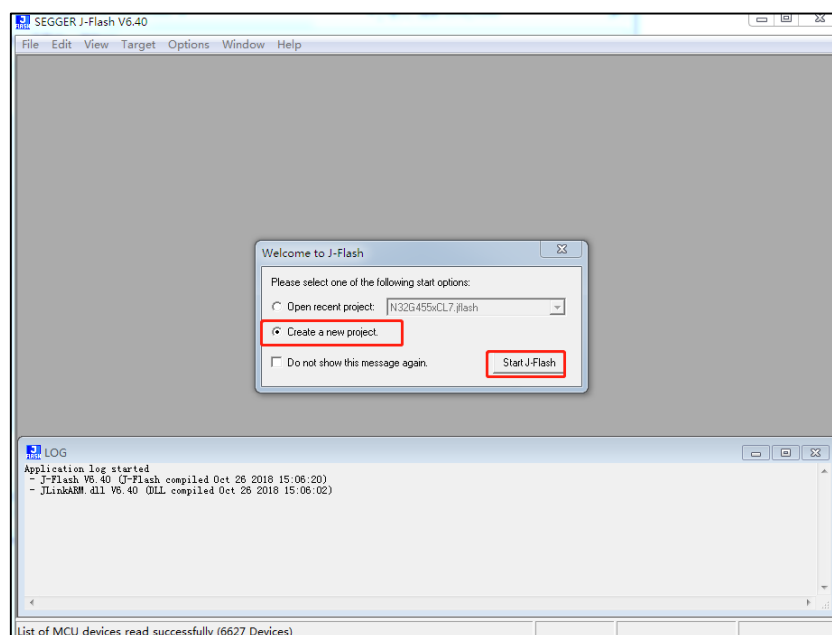 SEGGER J-Flash V6.40
File Edit View Target Options Window Help
Welcome to J-Flash
Please select one of the following start options:
Open recent project: N32G455xCL7.jflash
Create a new project.
Do not show this message again. Start J-Flash
LOG
Application log started
- J-Flash V6.40 (J-Flash compiled Oct 26 2018 15:06:20)
- JLinkARM.dll V6.40 (DLL compiled Oct 26 2018 15:06:02)
List of MCU devices read successfully (6627 Devices)